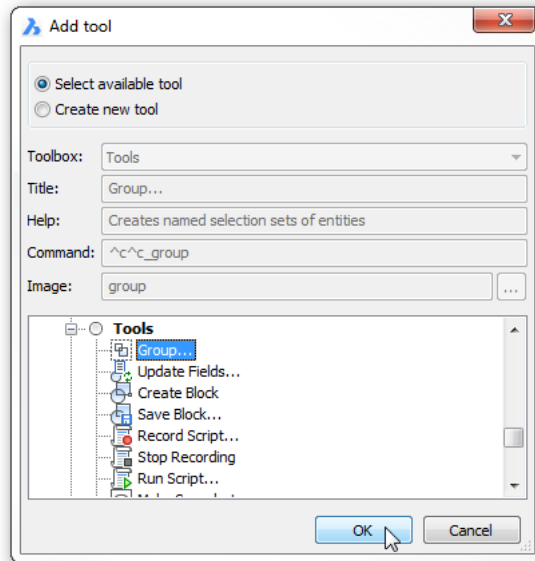 Add tool
Select available tool
Create new tool
Toolbox: Tools
Title: Group...
Help: Creates named selection sets of entities
Command: ^c^c_group
Image: group ...
Tools
Group...
Update Fields...
Create Block
Save Block...
Record Script...
Stop Recording
Run Script...
OK Cancel